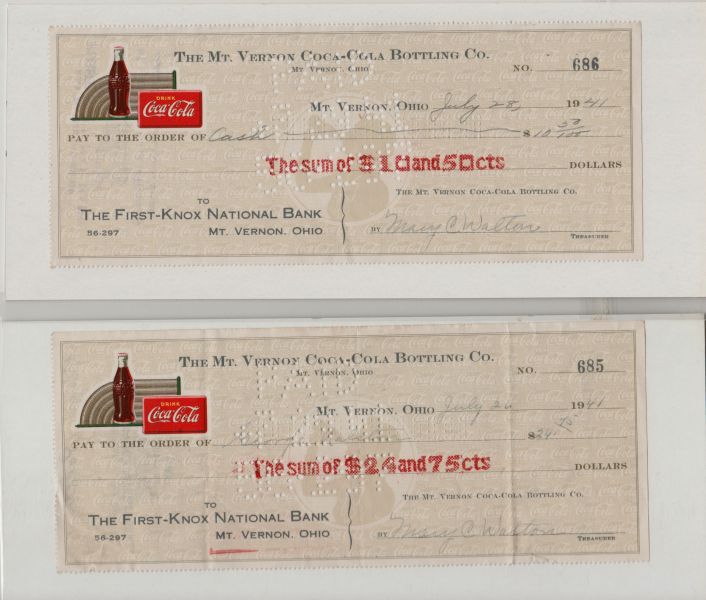 THE MT. VERNON COCA-COLA BOTTLING CO.
MT. VERNON, OHIO
NO. 686
DRINK
Coca-Cola
MT. VERNON, OHIO July 28, 1941
PAY TO THE ORDER OF Cash $10 50/100
The sum of $10 and 50 cts DOLLARS
TO
THE MT. VERNON COCA-COLA BOTTLING CO.
THE FIRST-KNOX NATIONAL BANK
56-297 MT. VERNON, OHIO
BY Mary C. Walton
TREASURER
THE MT. VERNON COCA-COLA BOTTLING CO.
MT. VERNON, OHIO
NO. 685
DRINK
Coca-Cola
MT. VERNON, OHIO July 26 1941
PAY TO THE ORDER OF $24.75
The sum of $24 and 75 cts DOLLARS
TO
THE MT. VERNON COCA-COLA BOTTLING CO.
THE FIRST-KNOX NATIONAL BANK
56-297 MT. VERNON, OHIO
BY Mary C. Walton
TREASURER